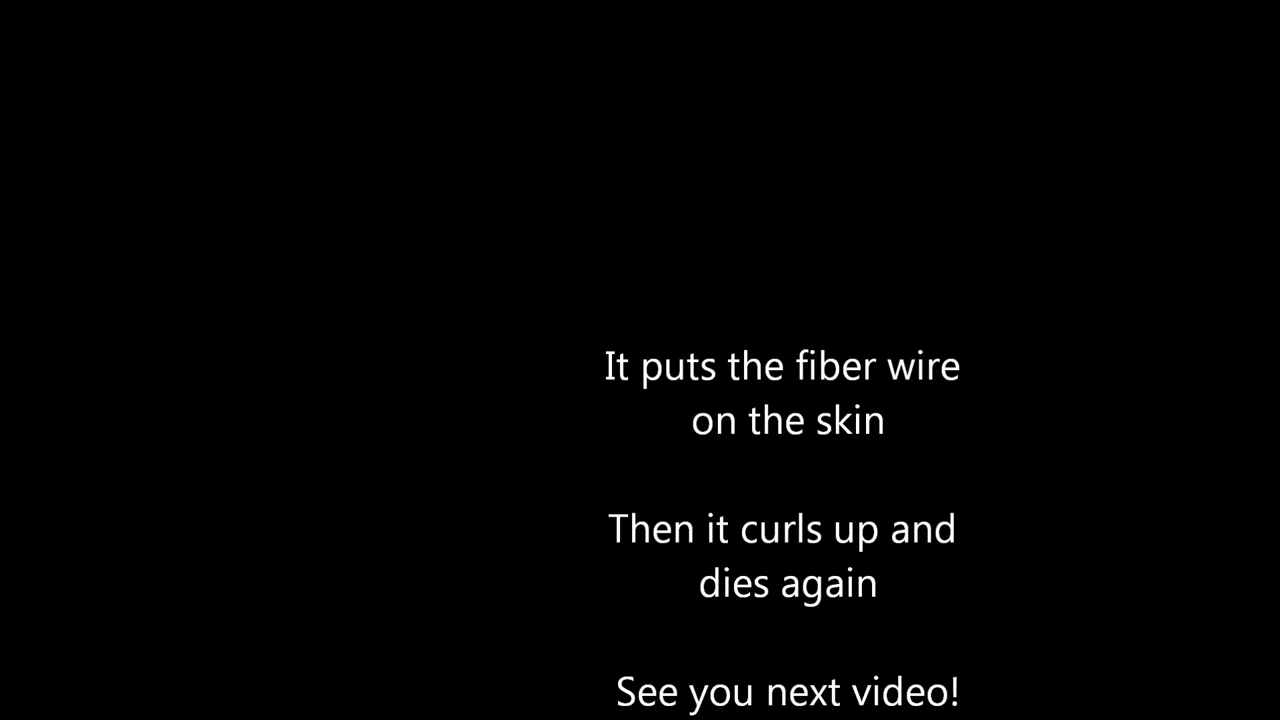 It puts the fiber wire
on the skin
Then it curls up and
dies again
See you next video!